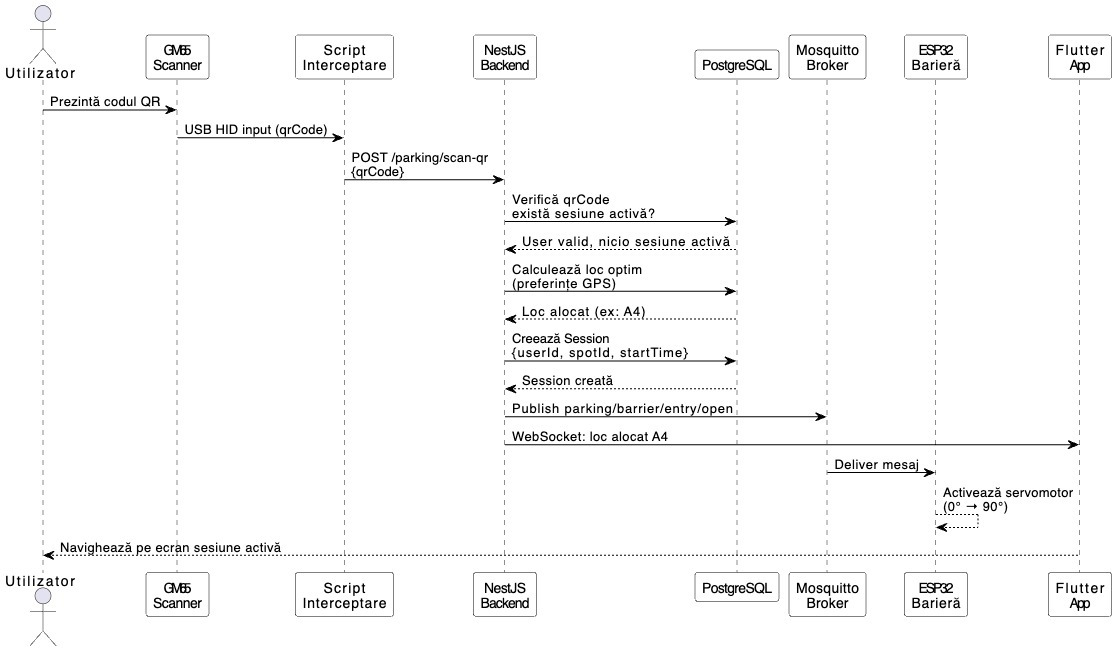 Utilizator
GM65
Scanner
Script
Interceptare
NestJS
Backend
PostgreSQL
Mosquitto
Broker
ESP32
Barieră
Flutter
App
Prezintă codul QR
USB HID input (qrCode)
POST /parking/scan-qr
{qrCode}
Verifică qrCode
există sesiune activă?
User valid, nicio sesiune activă
Calculează loc optim
(preferințe GPS)
Loc alocat (ex: A4)
Creează Session
{userId, spotId, startTime}
Session creată
Publish parking/barrier/entry/open
WebSocket: loc alocat A4
Deliver mesaj
Activează servomotor
(0° → 90°)
Navighează pe ecran sesiune activă
Utilizator
GM65
Scanner
Script
Interceptare
NestJS
Backend
PostgreSQL
Mosquitto
Broker
ESP32
Barieră
Flutter
App